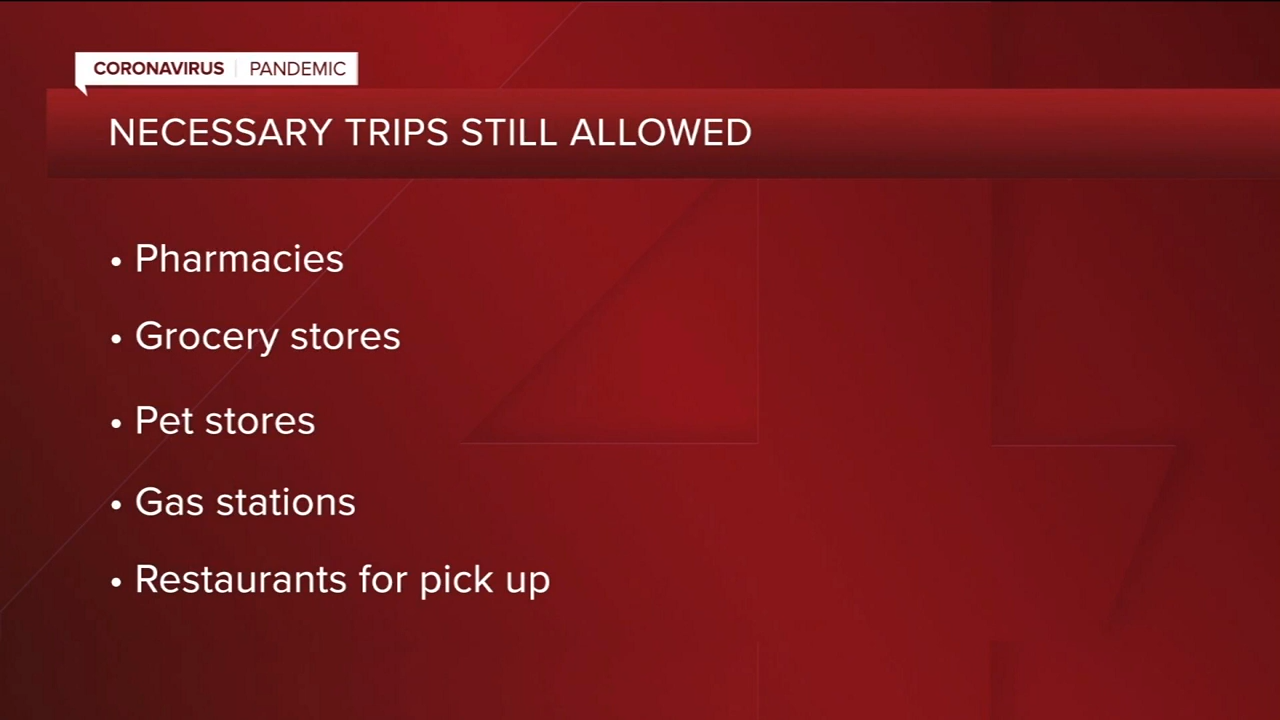 CORONAVIRUS | PANDEMIC
NECESSARY TRIPS STILL ALLOWED
• Pharmacies
• Grocery stores
• Pet stores
• Gas stations
• Restaurants for pick up